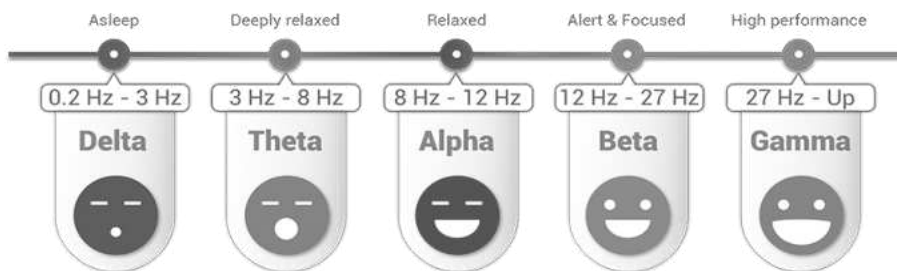 Asleep
Deeply relaxed
Relaxed
Alert & Focused
High performance
0.2 Hz - 3 Hz
3 Hz - 8 Hz
8 Hz - 12 Hz
12 Hz - 27 Hz
27 Hz - Up
Delta
Theta
Alpha
Beta
Gamma